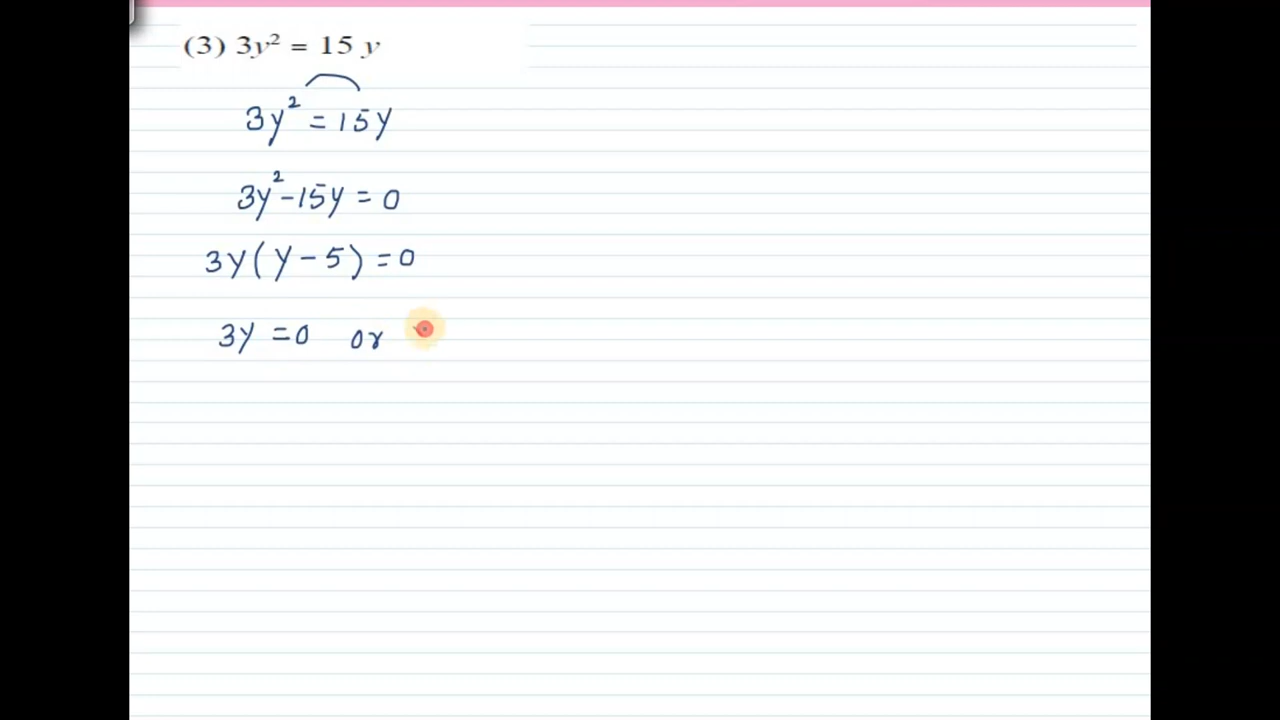 (3) 3y² = 15 y
3y² = 15y
3y² - 15y = 0
3y(y - 5) = 0
3y = 0 or